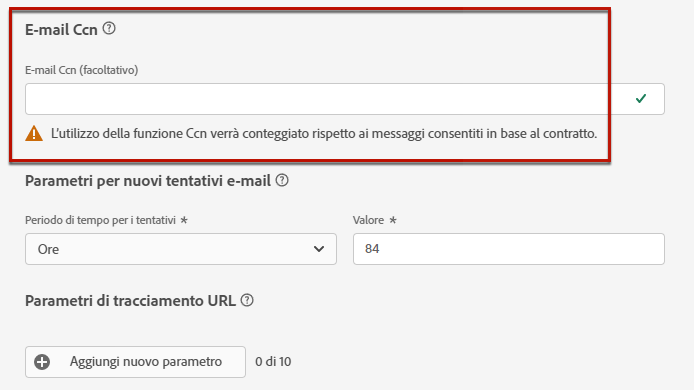 E-mail Ccn
E-mail Ccn (facoltativo)
L'utilizzo della funzione Ccn verrà conteggiato rispetto ai messaggi consentiti in base al contratto.
Parametri per nuovi tentativi e-mail
Periodo di tempo per i tentativi * Valore *
Ore 84
Parametri di tracciamento URL
Aggiungi nuovo parametro 0 di 10